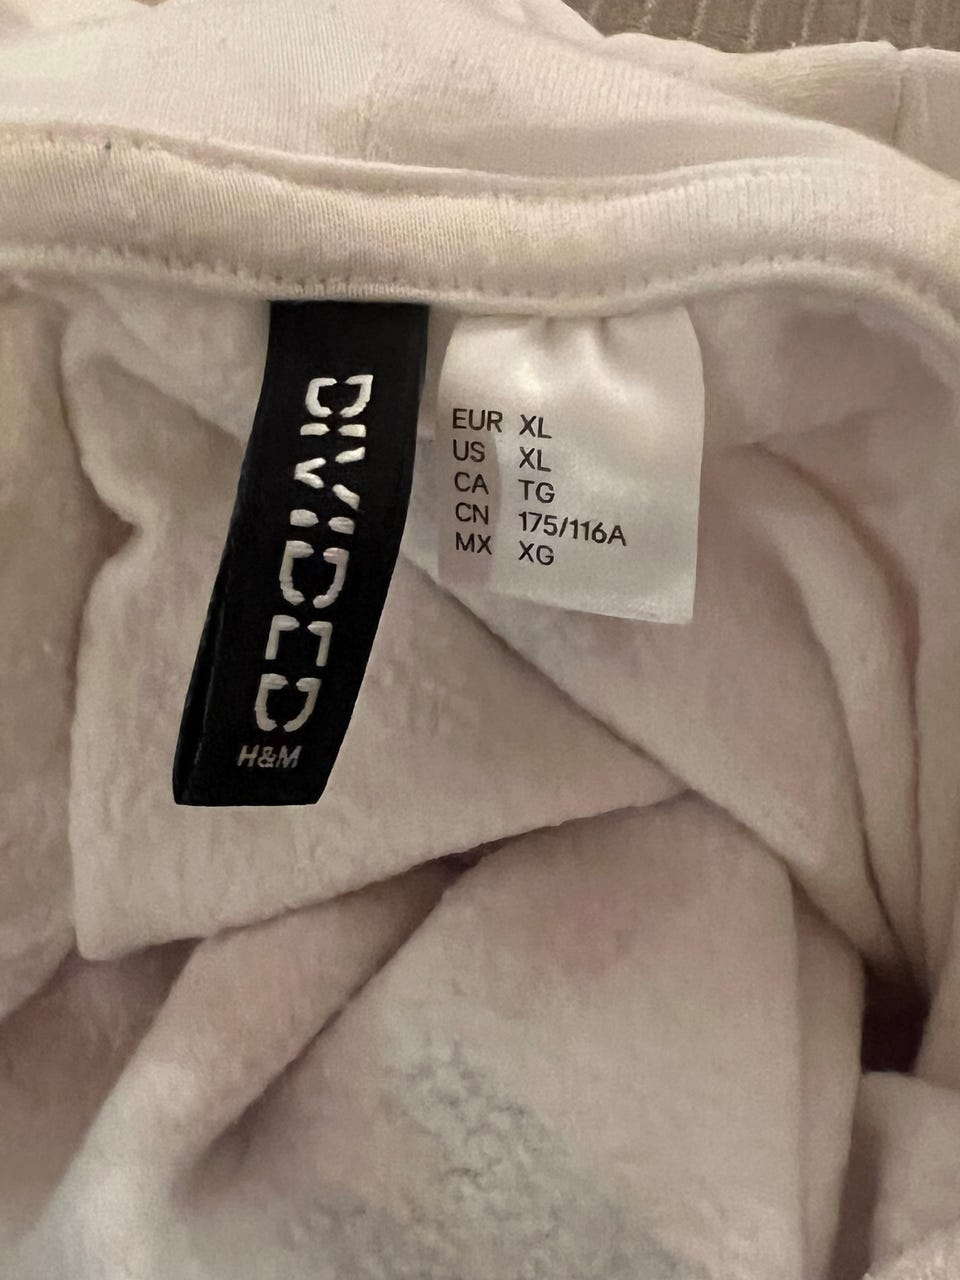 DIVIDED
H&M
EUR XL
US XL
CA TG
CN 175/116A
MX XG